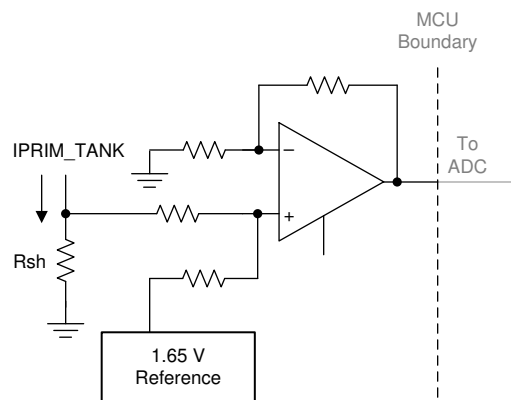 MCU
Boundary
IPRIM_TANK
To
ADC
−
+
Rsh
1.65 V
Reference